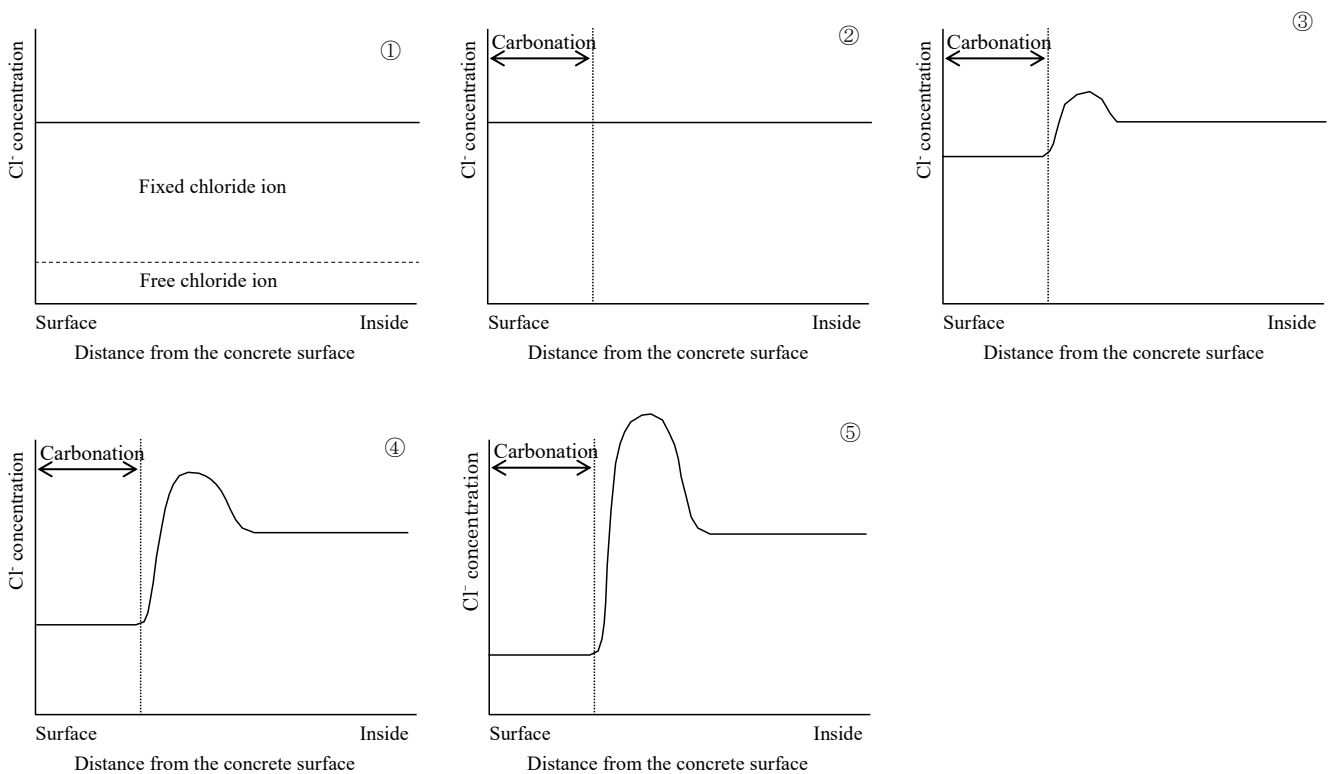 ①
Cl⁻ concentration
Fixed chloride ion
Free chloride ion
Surface Inside
Distance from the concrete surface
②
Carbonation
Cl⁻ concentration
Surface Inside
Distance from the concrete surface
③
Carbonation
Cl⁻ concentration
Surface Inside
Distance from the concrete surface
④
Carbonation
Cl⁻ concentration
Surface Inside
Distance from the concrete surface
⑤
Carbonation
Cl⁻ concentration
Surface Inside
Distance from the concrete surface